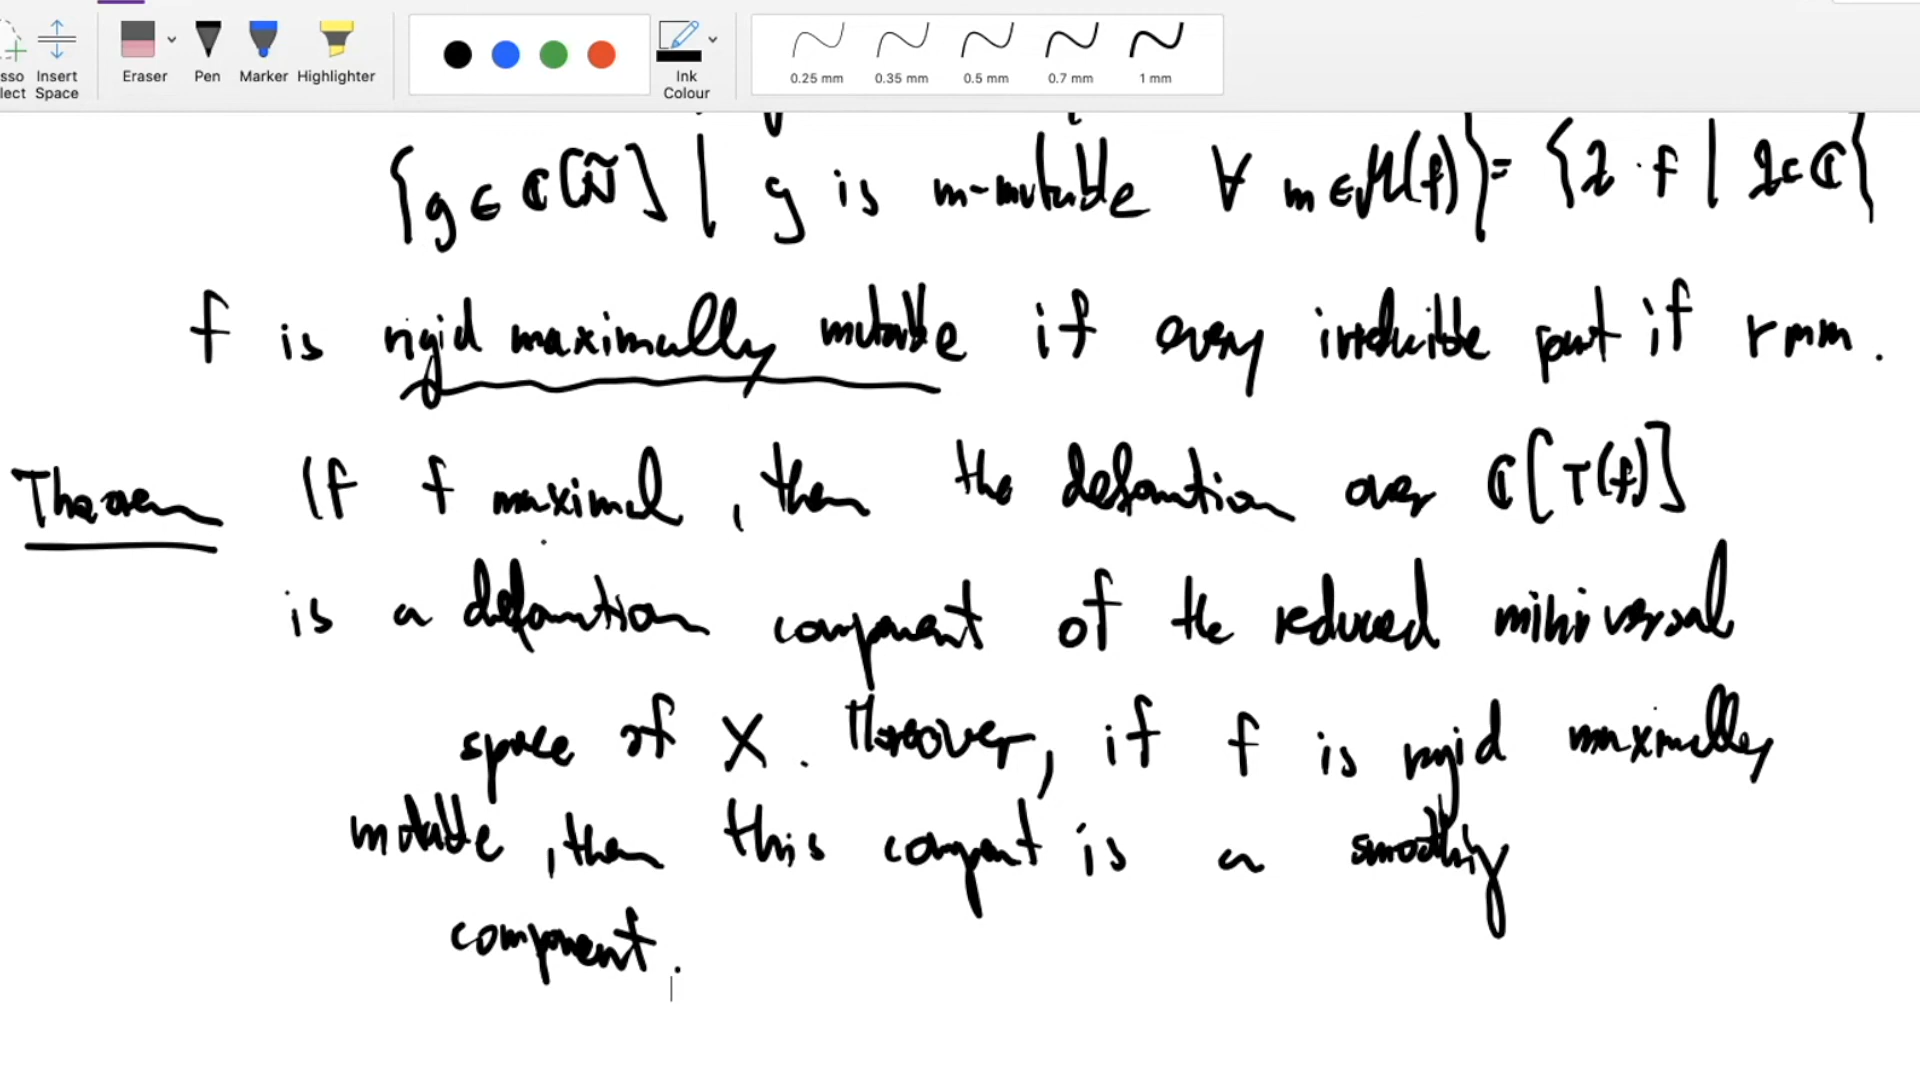 sso Insert Eraser Pen Marker Highlighter Ink 0.25 mm 0.35 mm 0.5 mm 0.7 mm 1 mm
lect Space Colour
{g ∈ ℂ[Ñ] | g is m-mutable ∀ m ∈ M(f)} = {λ · f | λ ∈ ℂ}
f is rigid maximally mutable if every irreducible part if rmm.
Theorem If f maximal, then the deformation over ℂ[T(f)]
is a deformation component of the reduced miniversal
space of X. Moreover, if f is rigid maximally
mutable, then this component is a smoothing
component.